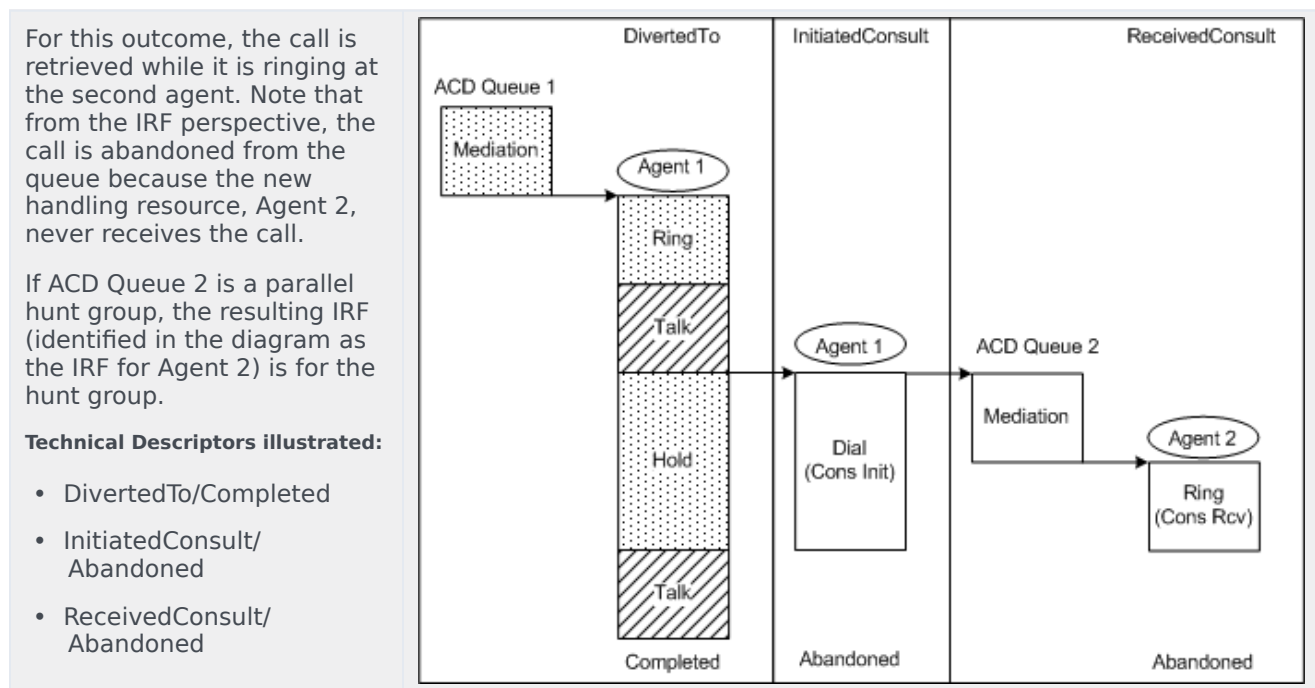 For this outcome, the call is
retrieved while it is ringing at
the second agent. Note that
from the IRF perspective, the
call is abandoned from the
queue because the new
handling resource, Agent 2,
never receives the call.
If ACD Queue 2 is a parallel
hunt group, the resulting IRF
(identified in the diagram as
the IRF for Agent 2) is for the
hunt group.
Technical Descriptors illustrated:
• DivertedTo/Completed
• InitiatedConsult/
Abandoned
• ReceivedConsult/
Abandoned
DivertedTo
ACD Queue 1
Mediation
Agent 1
Ring
Talk
Hold
Talk
Completed
InitiatedConsult
Agent 1
Dial
(Cons Init)
Abandoned
ReceivedConsult
ACD Queue 2
Mediation
Agent 2
Ring
(Cons Rcv)
Abandoned